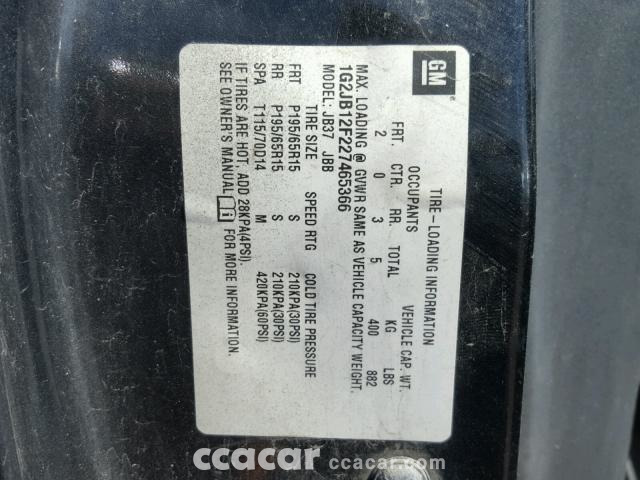 GM
TIRE-LOADING INFORMATION
OCCUPANTS VEHICLE CAP. WT.
FRT. CTR. RR. TOTAL KG LBS
2 0 3 5 400 882
MAX. LOADING @ GVWR SAME AS VEHICLE CAPACITY WEIGHT.
1G2JB12F227465366
MODEL: JB37 JBB
TIRE SIZE SPEED RTG COLD TIRE PRESSURE
FRT P195/65R15 S 210KPA(30PSI)
RR P195/65R15 S 210KPA(30PSI)
SPA T115/70D14 M 420KPA(60PSI)
IF TIRES ARE HOT, ADD 28KPA(4PSI).
SEE OWNER'S MANUAL FOR MORE INFORMATION.
ccacar ccacar.com